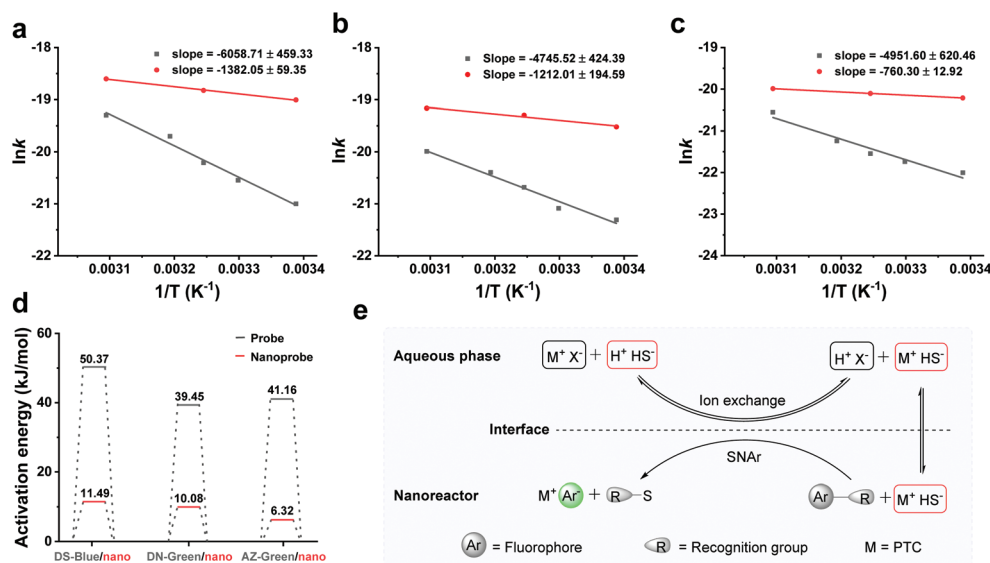 a
slope = -6058.71 ± 459.33
slope = -1382.05 ± 59.35
-18
-19
-20
-21
-22
lnk
0.0031 0.0032 0.0033 0.0034
1/T (K⁻¹)
b
Slope = -4745.52 ± 424.39
Slope = -1212.01 ± 194.59
-18
-19
-20
-21
-22
lnk
0.0031 0.0032 0.0033 0.0034
1/T (K⁻¹)
c
slope = -4951.60 ± 620.46
slope = -760.30 ± 12.92
-19
-20
-21
-22
-23
-24
lnk
0.0031 0.0032 0.0033 0.0034
1/T (K⁻¹)
d
Activation energy (kJ/mol)
60
40
20
0
Probe
Nanoprobe
50.37
11.49
39.45
10.08
41.16
6.32
DS-Blue/nano DN-Green/nano AZ-Green/nano
e
Aqueous phase
M⁺ X⁻ + H⁺ HS⁻
H⁺ X⁻ + M⁺ HS⁻
Ion exchange
Interface
SNAr
Nanoreactor
M⁺ Ar⁻ + R S
Ar R + M⁺ HS⁻
Ar = Fluorophore
R = Recognition group
M = PTC